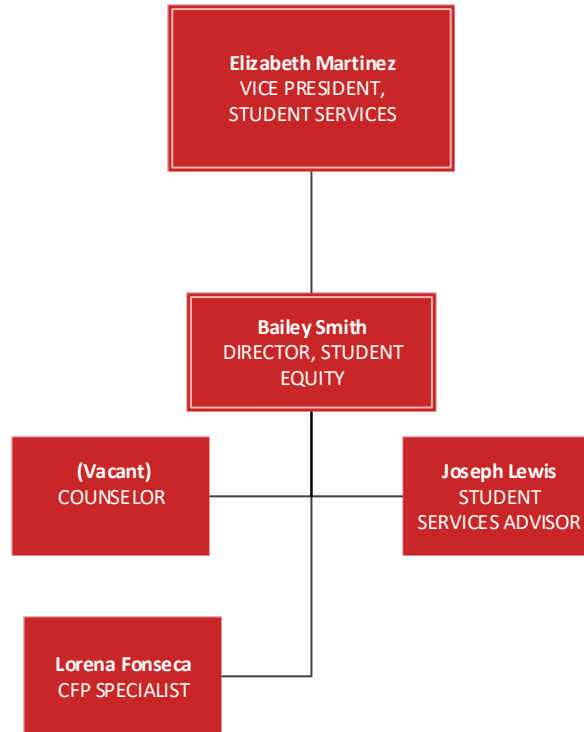 Elizabeth Martinez
VICE PRESIDENT,
STUDENT SERVICES
Bailey Smith
DIRECTOR, STUDENT
EQUITY
(Vacant)
COUNSELOR
Joseph Lewis
STUDENT
SERVICES ADVISOR
Lorena Fonseca
CFP SPECIALIST